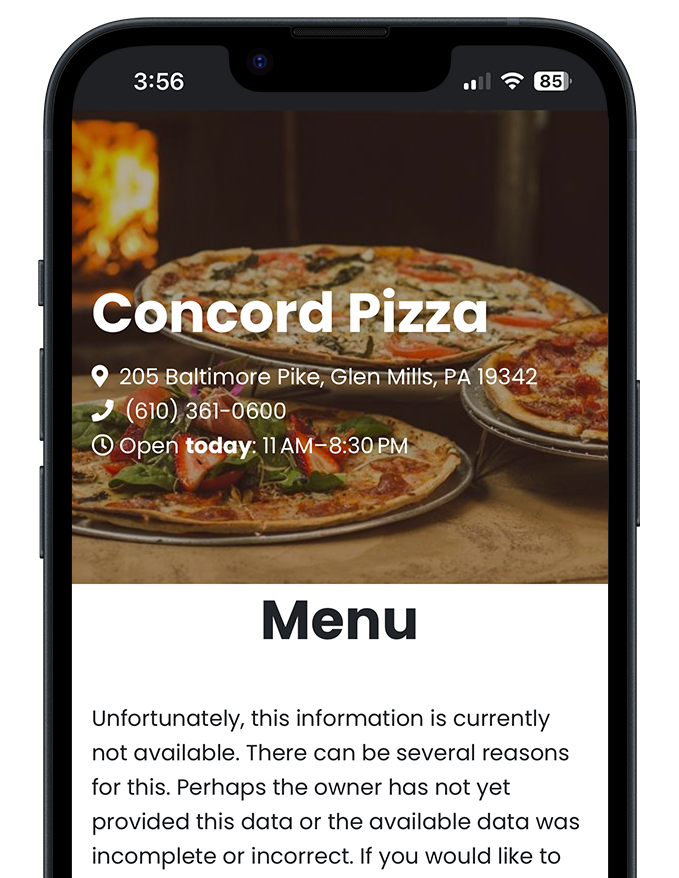 3:56
85
Concord Pizza
205 Baltimore Pike, Glen Mills, PA 19342
(610) 361-0600
Open today: 11 AM–8:30 PM
Menu
Unfortunately, this information is currently
not available. There can be several reasons
for this. Perhaps the owner has not yet
provided this data or the available data was
incomplete or incorrect. If you would like to